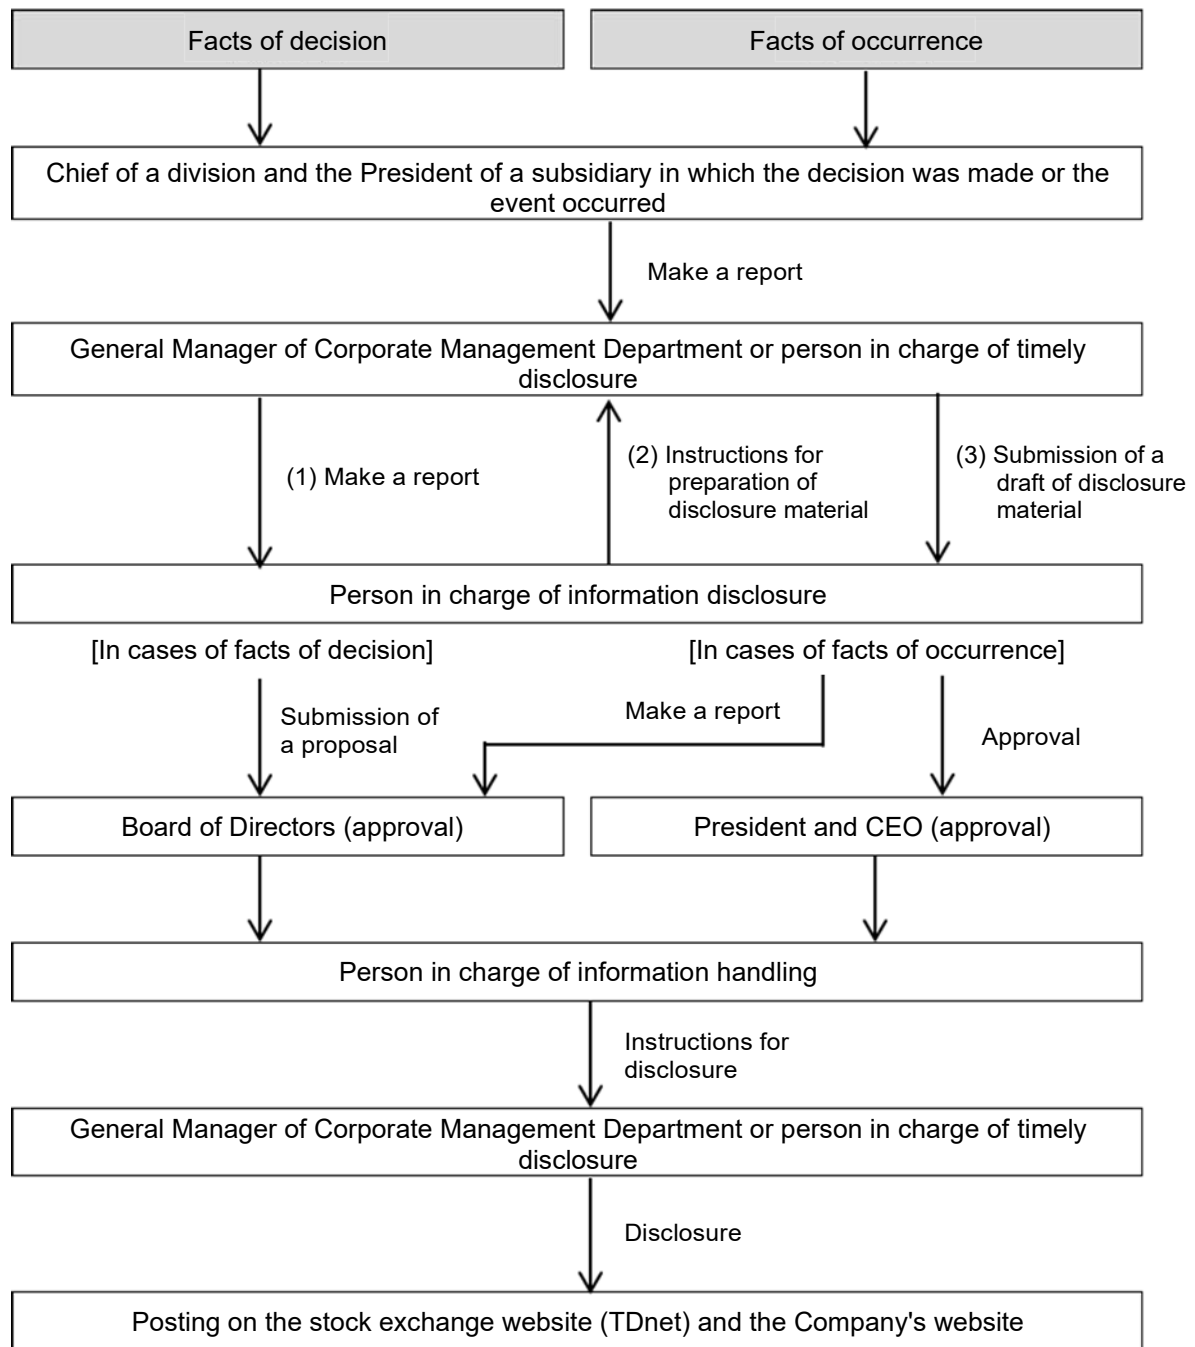 Facts of decision
Facts of occurrence
Chief of a division and the President of a subsidiary in which the decision was made or the
event occurred
Make a report
General Manager of Corporate Management Department or person in charge of timely
disclosure
(1) Make a report
(2) Instructions for
preparation of
disclosure material
(3) Submission of a
draft of disclosure
material
Person in charge of information disclosure
[In cases of facts of decision]
[In cases of facts of occurrence]
Submission of
a proposal
Make a report
Approval
Board of Directors (approval)
President and CEO (approval)
Person in charge of information handling
Instructions for
disclosure
General Manager of Corporate Management Department or person in charge of timely
disclosure
Disclosure
Posting on the stock exchange website (TDnet) and the Company's website